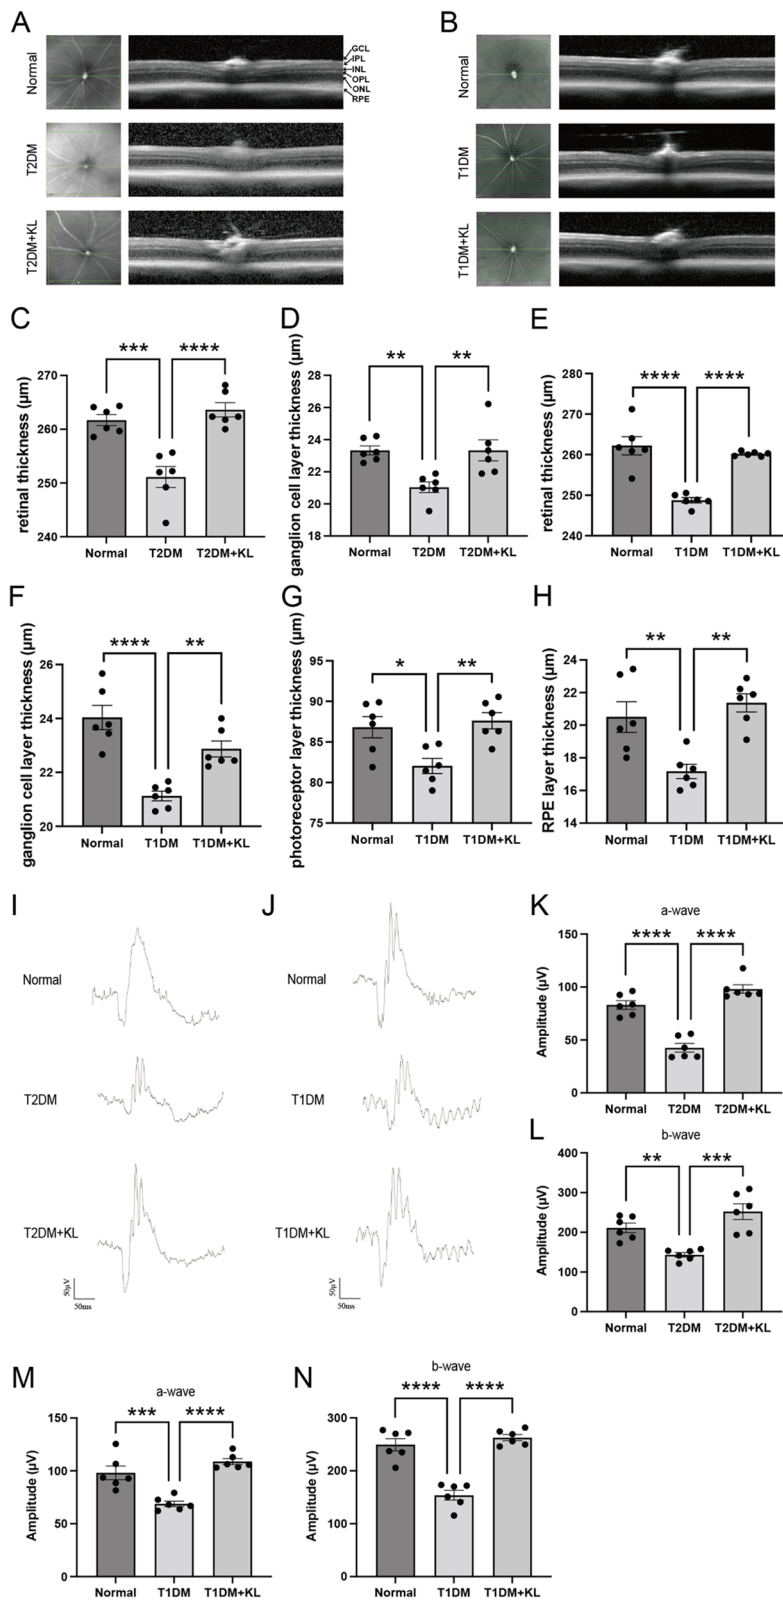 A
B
Normal
GCL
IPL
INL
OPL
ONL
RPE
T2DM
T2DM+KL
Normal
T1DM
T1DM+KL
C
*** ****
retinal thickness (μm)
270
260
250
240
Normal T2DM T2DM+KL
D
** **
ganglion cell layer thickness (μm)
28
26
24
22
20
18
Normal T2DM T2DM+KL
E
**** ****
retinal thickness (μm)
280
270
260
250
240
Normal T1DM T1DM+KL
F
**** **
ganglion cell layer thickness (μm)
26
24
22
20
Normal T1DM T1DM+KL
G
* **
photoreceptor layer thickness (μm)
95
90
85
80
75
Normal T1DM T1DM+KL
H
** **
RPE layer thickness (μm)
24
22
20
18
16
14
Normal T1DM T1DM+KL
I
Normal
T2DM
T2DM+KL
50μV
50ms
J
Normal
T1DM
T1DM+KL
50μV
50ms
K
a-wave
**** ****
Amplitude (μV)
150
100
50
0
Normal T2DM T2DM+KL
L
b-wave
** ***
Amplitude (μV)
400
300
200
100
0
Normal T2DM T2DM+KL
M
a-wave
*** ****
Amplitude (μV)
150
100
50
0
Normal T1DM T1DM+KL
N
b-wave
**** ****
Amplitude (μV)
300
200
100
0
Normal T1DM T1DM+KL